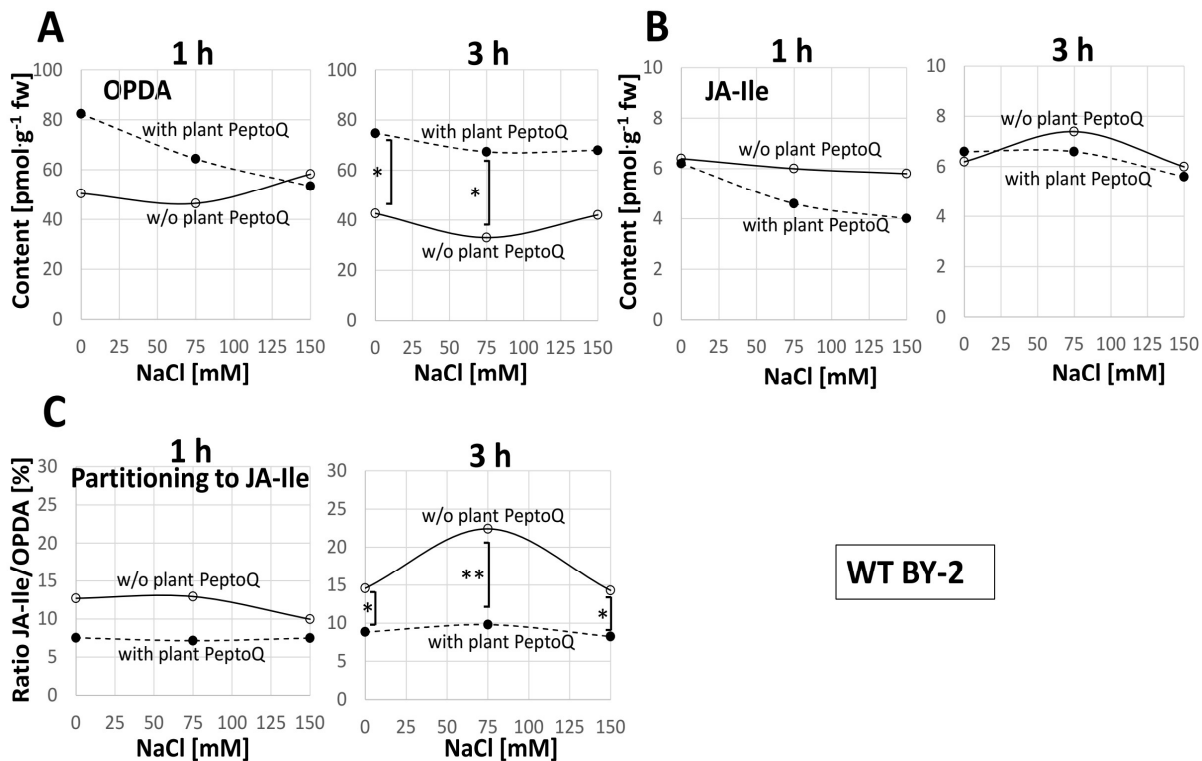 A
1 h
3 h
Content [pmol·g⁻¹ fw]
100
80
60
40
20
0
OPDA
with plant PeptoQ
w/o plant PeptoQ
0 25 50 75 100 125 150
NaCl [mM]
100
80
60
40
20
0
with plant PeptoQ
*
*
w/o plant PeptoQ
0 25 50 75 100 125 150
NaCl [mM]
B
1 h
3 h
Content [pmol·g⁻¹ fw]
10
8
6
4
2
0
JA-Ile
w/o plant PeptoQ
with plant PeptoQ
0 25 50 75 100 125 150
NaCl [mM]
10
8
6
4
2
0
w/o plant PeptoQ
with plant PeptoQ
0 25 50 75 100 125 150
NaCl [mM]
C
1 h
3 h
Ratio JA-Ile/OPDA [%]
30
25
20
15
10
5
0
Partitioning to JA-Ile
w/o plant PeptoQ
with plant PeptoQ
0 25 50 75 100 125 150
NaCl [mM]
30
25
20
15
10
5
0
w/o plant PeptoQ
*
**
*
with plant PeptoQ
0 25 50 75 100 125 150
NaCl [mM]
WT BY-2